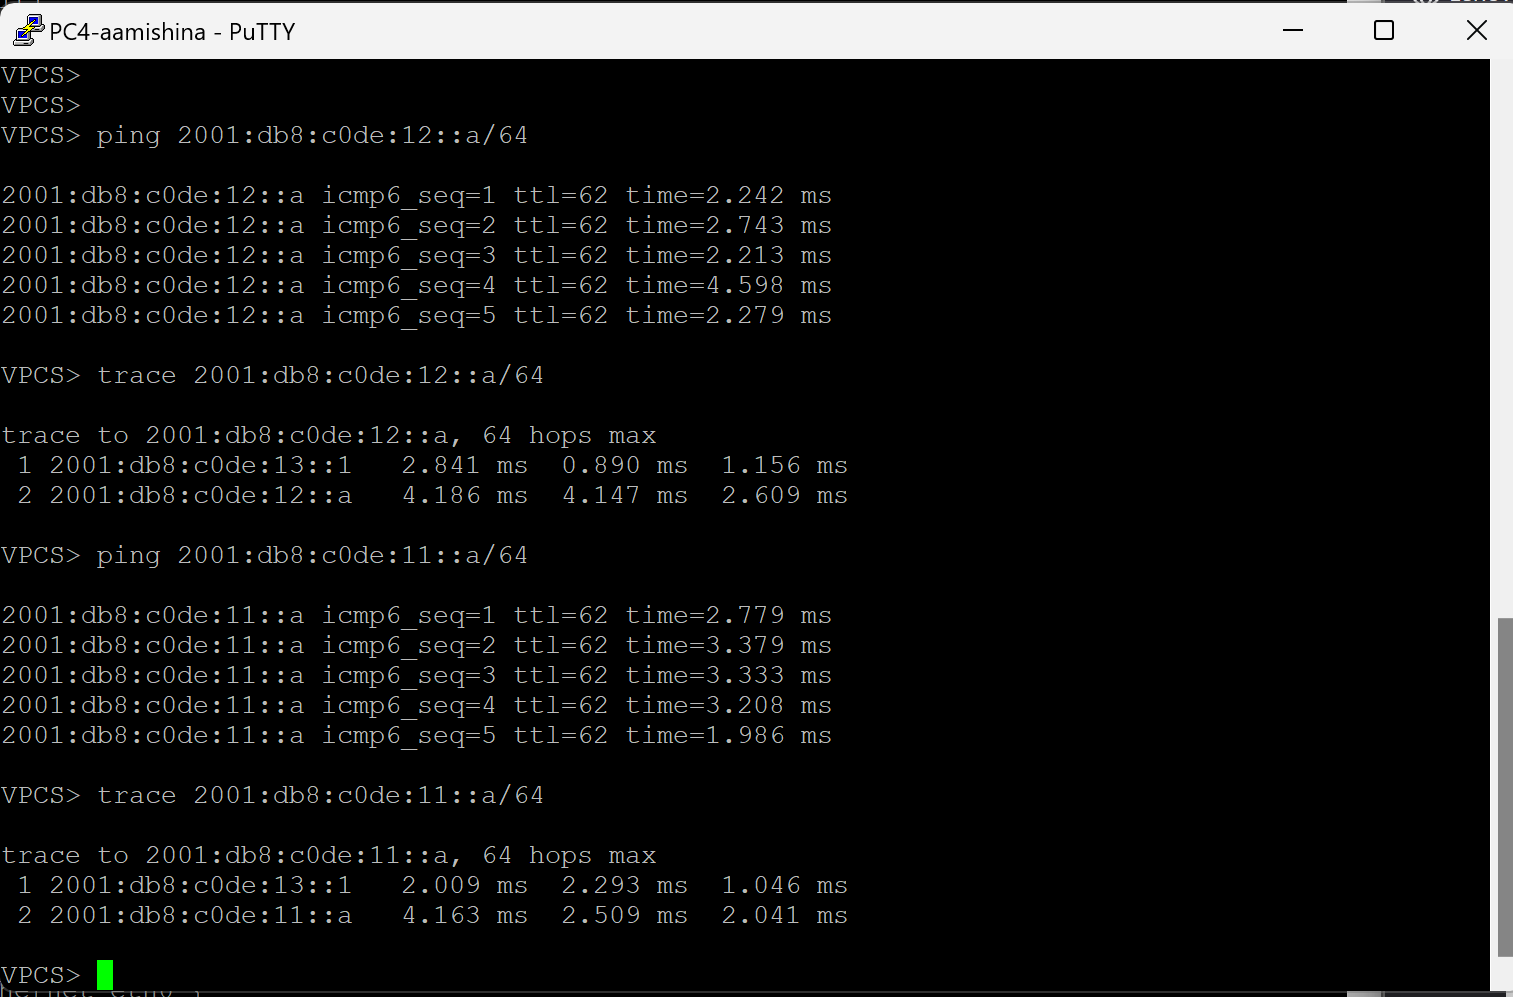 PC4-aamishina - PuTTY
VPCS>
VPCS>
VPCS> ping 2001:db8:c0de:12::a/64
2001:db8:c0de:12::a icmp6_seq=1 ttl=62 time=2.242 ms
2001:db8:c0de:12::a icmp6_seq=2 ttl=62 time=2.743 ms
2001:db8:c0de:12::a icmp6_seq=3 ttl=62 time=2.213 ms
2001:db8:c0de:12::a icmp6_seq=4 ttl=62 time=4.598 ms
2001:db8:c0de:12::a icmp6_seq=5 ttl=62 time=2.279 ms
VPCS> trace 2001:db8:c0de:12::a/64
trace to 2001:db8:c0de:12::a, 64 hops max
1 2001:db8:c0de:13::1 2.841 ms 0.890 ms 1.156 ms
2 2001:db8:c0de:12::a 4.186 ms 4.147 ms 2.609 ms
VPCS> ping 2001:db8:c0de:11::a/64
2001:db8:c0de:11::a icmp6_seq=1 ttl=62 time=2.779 ms
2001:db8:c0de:11::a icmp6_seq=2 ttl=62 time=3.379 ms
2001:db8:c0de:11::a icmp6_seq=3 ttl=62 time=3.333 ms
2001:db8:c0de:11::a icmp6_seq=4 ttl=62 time=3.208 ms
2001:db8:c0de:11::a icmp6_seq=5 ttl=62 time=1.986 ms
VPCS> trace 2001:db8:c0de:11::a/64
trace to 2001:db8:c0de:11::a, 64 hops max
1 2001:db8:c0de:13::1 2.009 ms 2.293 ms 1.046 ms
2 2001:db8:c0de:11::a 4.163 ms 2.509 ms 2.041 ms
VPCS>